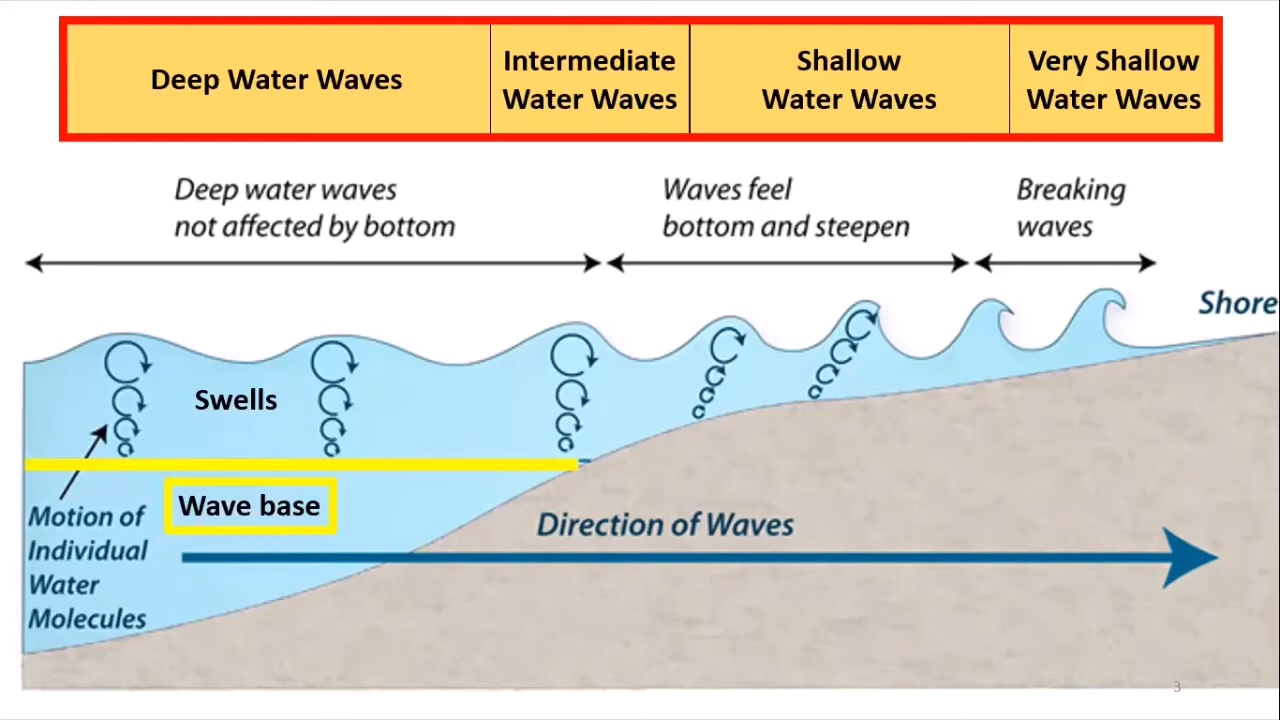 Deep Water Waves
Intermediate
Water Waves
Shallow
Water Waves
Very Shallow
Water Waves
Deep water waves
not affected by bottom
Waves feel
bottom and steepen
Breaking
waves
Shore
Swells
Wave base
Motion of
Individual
Water
Molecules
Direction of Waves
3